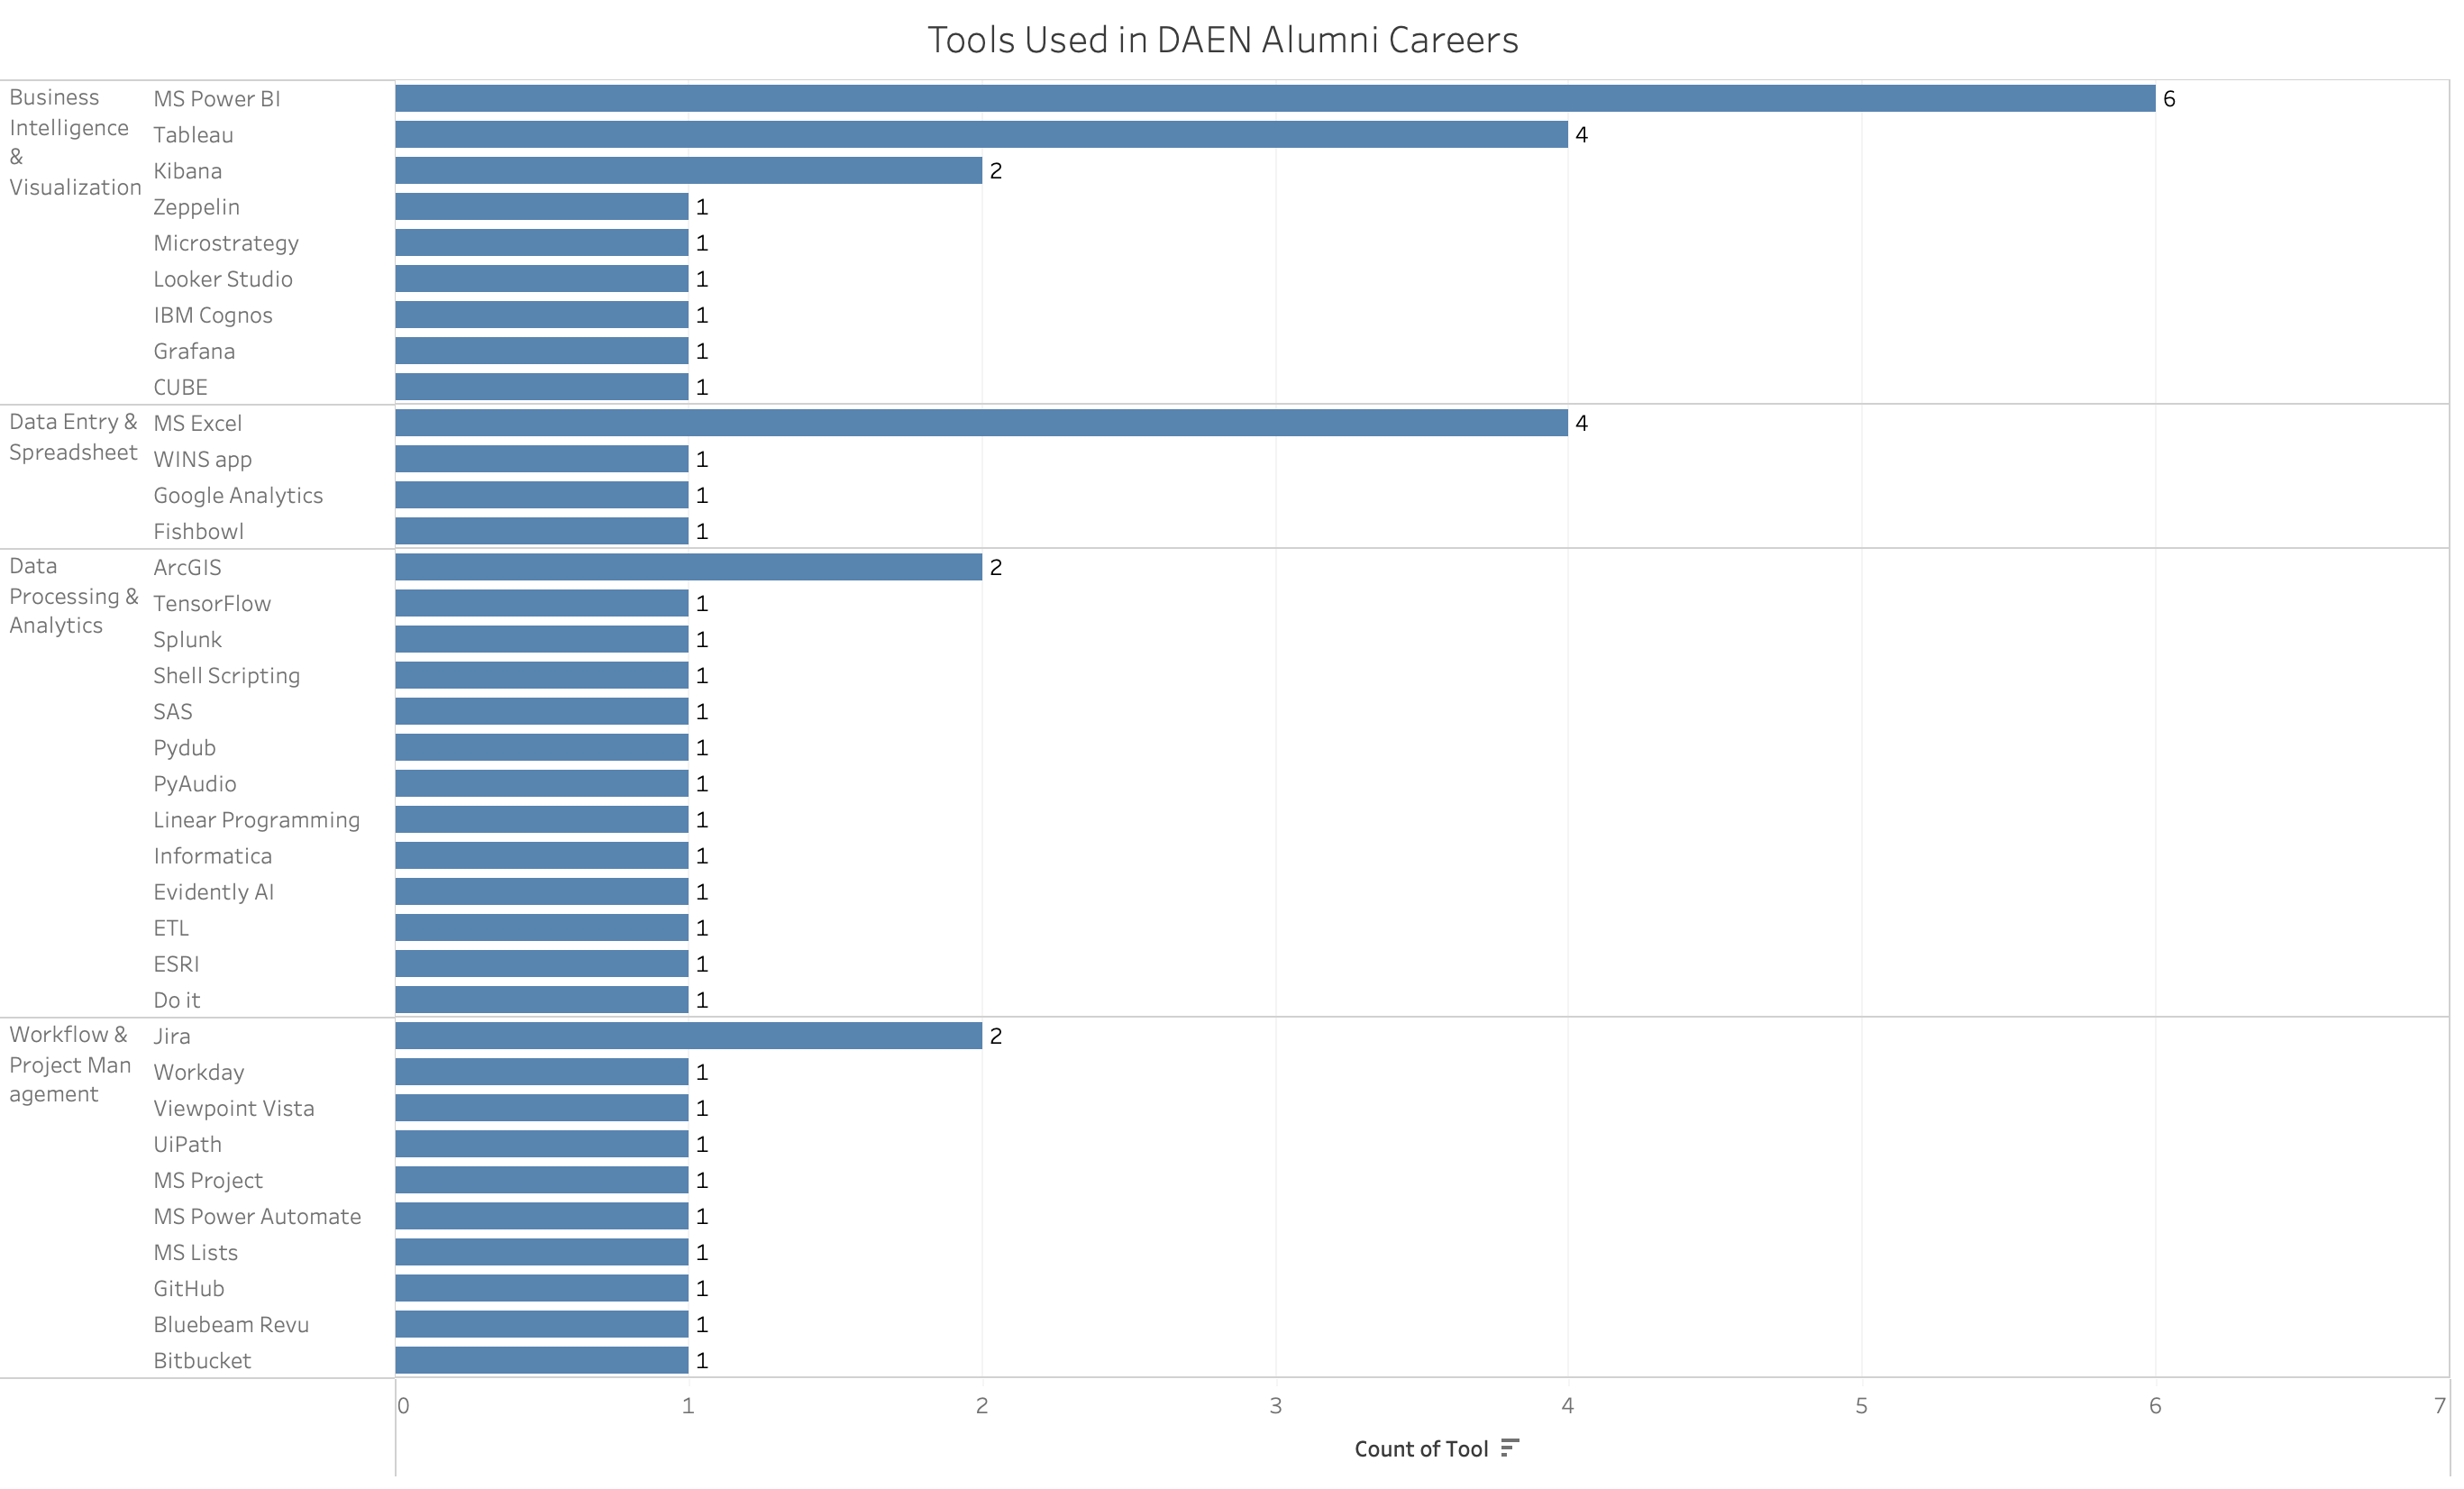 Tools Used in DAEN Alumni Careers
Business
Intelligence
&
Visualization
MS Power BI 6
Tableau 4
Kibana 2
Zeppelin 1
Microstrategy 1
Looker Studio 1
IBM Cognos 1
Grafana 1
CUBE 1
Data Entry &
Spreadsheet
MS Excel 4
WINS app 1
Google Analytics 1
Fishbowl 1
Data
Processing &
Analytics
ArcGIS 2
TensorFlow 1
Splunk 1
Shell Scripting 1
SAS 1
Pydub 1
PyAudio 1
Linear Programming 1
Informatica 1
Evidently AI 1
ETL 1
ESRI 1
Do it 1
Workflow &
Project Man
agement
Jira 2
Workday 1
Viewpoint Vista 1
UiPath 1
MS Project 1
MS Power Automate 1
MS Lists 1
GitHub 1
Bluebeam Revu 1
Bitbucket 1
0 1 2 3 4 5 6 7
Count of Tool